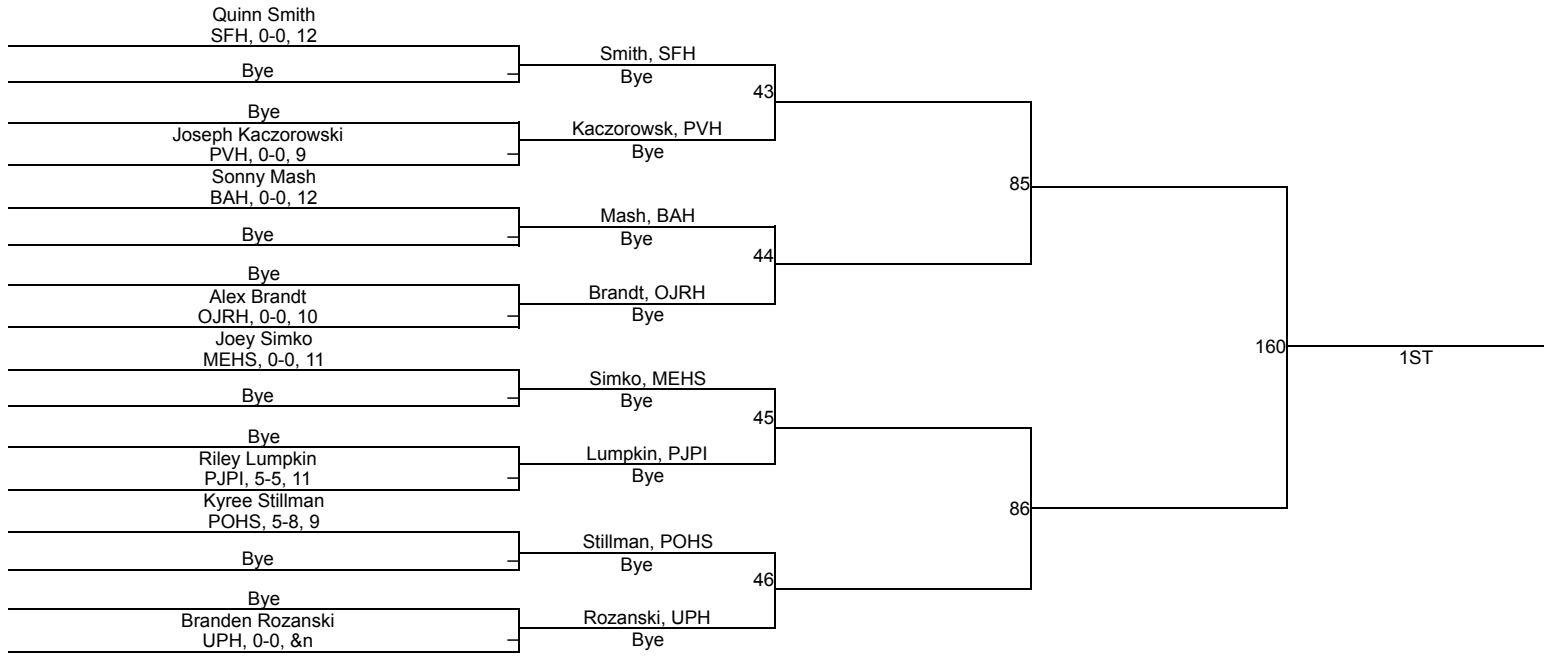 Quinn Smith
SFH, 0-0, 12
Bye
Bye
Joseph Kaczorowski
PVH, 0-0, 9
Sonny Mash
BAH, 0-0, 12
Bye
Bye
Alex Brandt
OJRH, 0-0, 10
Joey Simko
MEHS, 0-0, 11
Bye
Bye
Riley Lumpkin
PJPI, 5-5, 11
Kyree Stillman
POHS, 5-8, 9
Bye
Bye
Branden Rozanski
UPH, 0-0, &n
Smith, SFH
Bye
Kaczorowsk, PVH
Bye
Mash, BAH
Bye
Brandt, OJRH
Bye
Simko, MEHS
Bye
Lumpkin, PJPI
Bye
Stillman, POHS
Bye
Rozanski, UPH
Bye
43
44
45
46
85
86
160
1ST